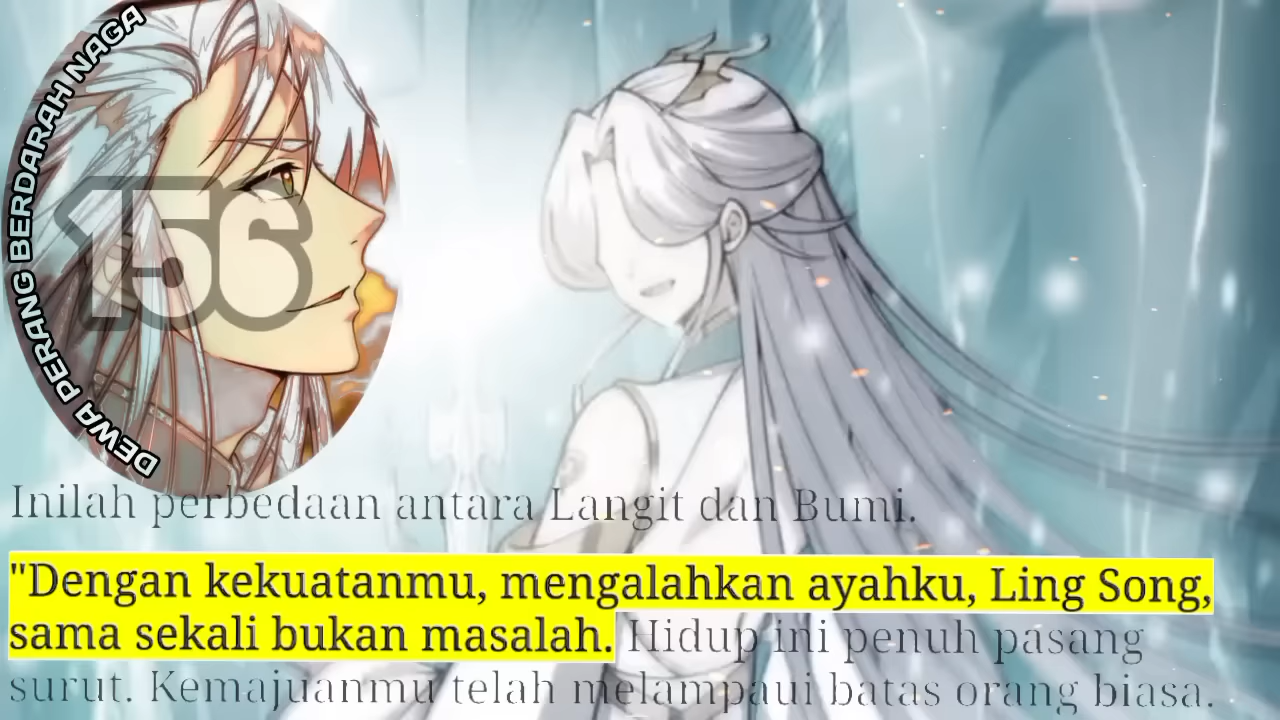 DEWA PERANG BERDARAH NAGA
156
Inilah perbedaan antara Langit dan Bumi.
"Dengan kekuatanmu, mengalahkan ayahku, Ling Song,
sama sekali bukan masalah. Hidup ini penuh pasang
surut. Kemajuanmu telah melampaui batas orang biasa.